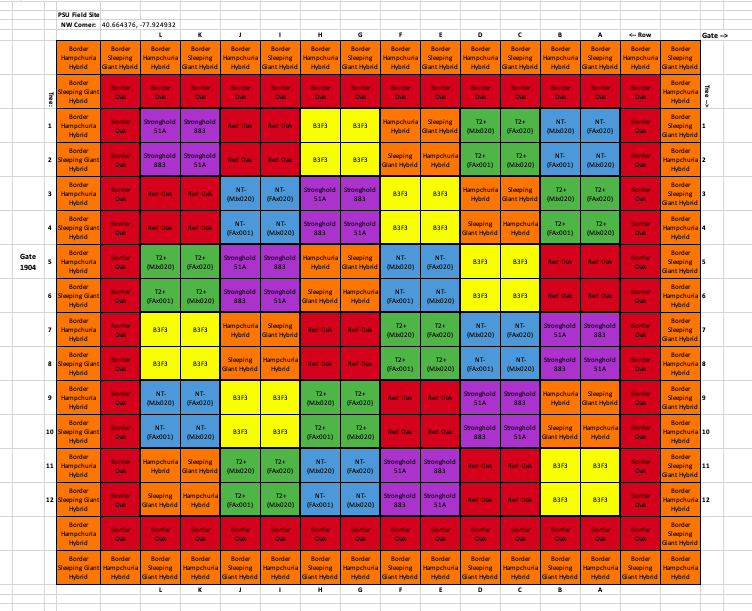 PSU Field Site
NW Corner: 40.664376, -77.924932
L K J I H G F E D C B A <-- Row Gate -->
Border Hampchuria Hybrid Border Sleeping Giant Hybrid Border Hampchuria Hybrid Border Sleeping Giant Hybrid Border Hampchuria Hybrid Border Sleeping Giant Hybrid Border Hampchuria Hybrid Border Sleeping Giant Hybrid Border Hampchuria Hybrid Border Sleeping Giant Hybrid Border Hampchuria Hybrid Border Sleeping Giant Hybrid Border Hampchuria Hybrid Border Sleeping Giant Hybrid Border Hampchuria Hybrid Border Sleeping Giant Hybrid
Tree: Border Sleeping Giant Hybrid Border Oak Border Oak Border Oak Border Oak Border Oak Border Oak Border Oak Border Oak Border Oak Border Oak Border Oak Border Oak Border Oak Border Oak Border Hampchuria Hybrid Tree -->
1 Border Hampchuria Hybrid Border Oak Stronghold 51A Stronghold 883 Red Oak Red Oak B3F3 B3F3 Hampchuria Hybrid Sleeping Giant Hybrid T2+ (MJx020) T2+ (FAx020) NT- (MJx020) NT- (FAx020) Border Oak Border Sleeping Giant Hybrid 1
2 Border Sleeping Giant Hybrid Border Oak Stronghold 883 Stronghold 51A Red Oak Red Oak B3F3 B3F3 Sleeping Giant Hybrid Hampchuria Hybrid T2+ (FAx001) T2+ (MJx020) NT- (FAx001) NT- (MJx020) Border Oak Border Hampchuria Hybrid 2
3 Border Hampchuria Hybrid Border Oak Red Oak Red Oak NT- (MJx020) NT- (FAx020) Stronghold 51A Stronghold 883 B3F3 B3F3 Hampchuria Hybrid Sleeping Giant Hybrid T2+ (MJx020) T2+ (FAx020) Border Oak Border Sleeping Giant Hybrid 3
4 Border Sleeping Giant Hybrid Border Oak Red Oak Red Oak NT- (FAx001) NT- (MJx020) Stronghold 883 Stronghold 51A B3F3 B3F3 Sleeping Giant Hybrid Hampchuria Hybrid T2+ (FAx001) T2+ (MJx020) Border Oak Border Hampchuria Hybrid 4
Gate 1904
5 Border Hampchuria Hybrid Border Oak T2+ (MJx020) T2+ (FAx020) Stronghold 51A Stronghold 883 Hampchuria Hybrid Sleeping Giant Hybrid NT- (MJx020) NT- (FAx020) B3F3 B3F3 Red Oak Red Oak Border Oak Border Sleeping Giant Hybrid 5
6 Border Sleeping Giant Hybrid Border Oak T2+ (FAx001) T2+ (MJx020) Stronghold 883 Stronghold 51A Sleeping Giant Hybrid Hampchuria Hybrid NT- (FAx001) NT- (MJx020) B3F3 B3F3 Red Oak Red Oak Border Oak Border Hampchuria Hybrid 6
7 Border Hampchuria Hybrid Border Oak B3F3 B3F3 Hampchuria Hybrid Sleeping Giant Hybrid Red Oak Red Oak T2+ (MJx020) T2+ (FAx020) NT- (MJx020) NT- (FAx020) Stronghold 51A Stronghold 883 Border Oak Border Sleeping Giant Hybrid 7
8 Border Sleeping Giant Hybrid Border Oak B3F3 B3F3 Sleeping Giant Hybrid Hampchuria Hybrid Red Oak Red Oak T2+ (FAx001) T2+ (MJx020) NT- (FAx001) NT- (MJx020) Stronghold 883 Stronghold 51A Border Oak Border Hampchuria Hybrid 8
9 Border Hampchuria Hybrid Border Oak NT- (MJx020) NT- (FAx020) B3F3 B3F3 T2+ (MJx020) T2+ (FAx020) Red Oak Red Oak Stronghold 51A Stronghold 883 Hampchuria Hybrid Sleeping Giant Hybrid Border Oak Border Sleeping Giant Hybrid 9
10 Border Sleeping Giant Hybrid Border Oak NT- (FAx001) NT- (MJx020) B3F3 B3F3 T2+ (FAx001) T2+ (MJx020) Red Oak Red Oak Stronghold 883 Stronghold 51A Sleeping Giant Hybrid Hampchuria Hybrid Border Oak Border Hampchuria Hybrid 10
11 Border Hampchuria Hybrid Border Oak Hampchuria Hybrid Sleeping Giant Hybrid T2+ (MJx020) T2+ (FAx020) NT- (MJx020) NT- (FAx020) Stronghold 51A Stronghold 883 Red Oak Red Oak B3F3 B3F3 Border Oak Border Sleeping Giant Hybrid 11
12 Border Sleeping Giant Hybrid Border Oak Sleeping Giant Hybrid Hampchuria Hybrid T2+ (FAx001) T2+ (MJx020) NT- (FAx001) NT- (MJx020) Stronghold 883 Stronghold 51A Red Oak Red Oak B3F3 B3F3 Border Oak Border Hampchuria Hybrid 12
Border Hampchuria Hybrid Border Oak Border Oak Border Oak Border Oak Border Oak Border Oak Border Oak Border Oak Border Oak Border Oak Border Oak Border Oak Border Oak Border Oak Border Sleeping Giant Hybrid
Border Sleeping Giant Hybrid Border Hampchuria Hybrid Border Sleeping Giant Hybrid Border Hampchuria Hybrid Border Sleeping Giant Hybrid Border Hampchuria Hybrid Border Sleeping Giant Hybrid Border Hampchuria Hybrid Border Sleeping Giant Hybrid Border Hampchuria Hybrid Border Sleeping Giant Hybrid Border Hampchuria Hybrid Border Sleeping Giant Hybrid Border Hampchuria Hybrid Border Sleeping Giant Hybrid Border Hampchuria Hybrid
L K J I H G F E D C B A